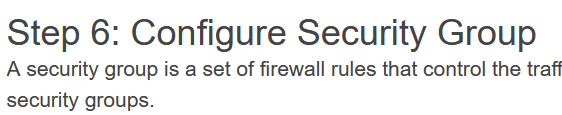 Step 6: Configure Security Group
A security group is a set of firewall rules that control the traff
security groups.